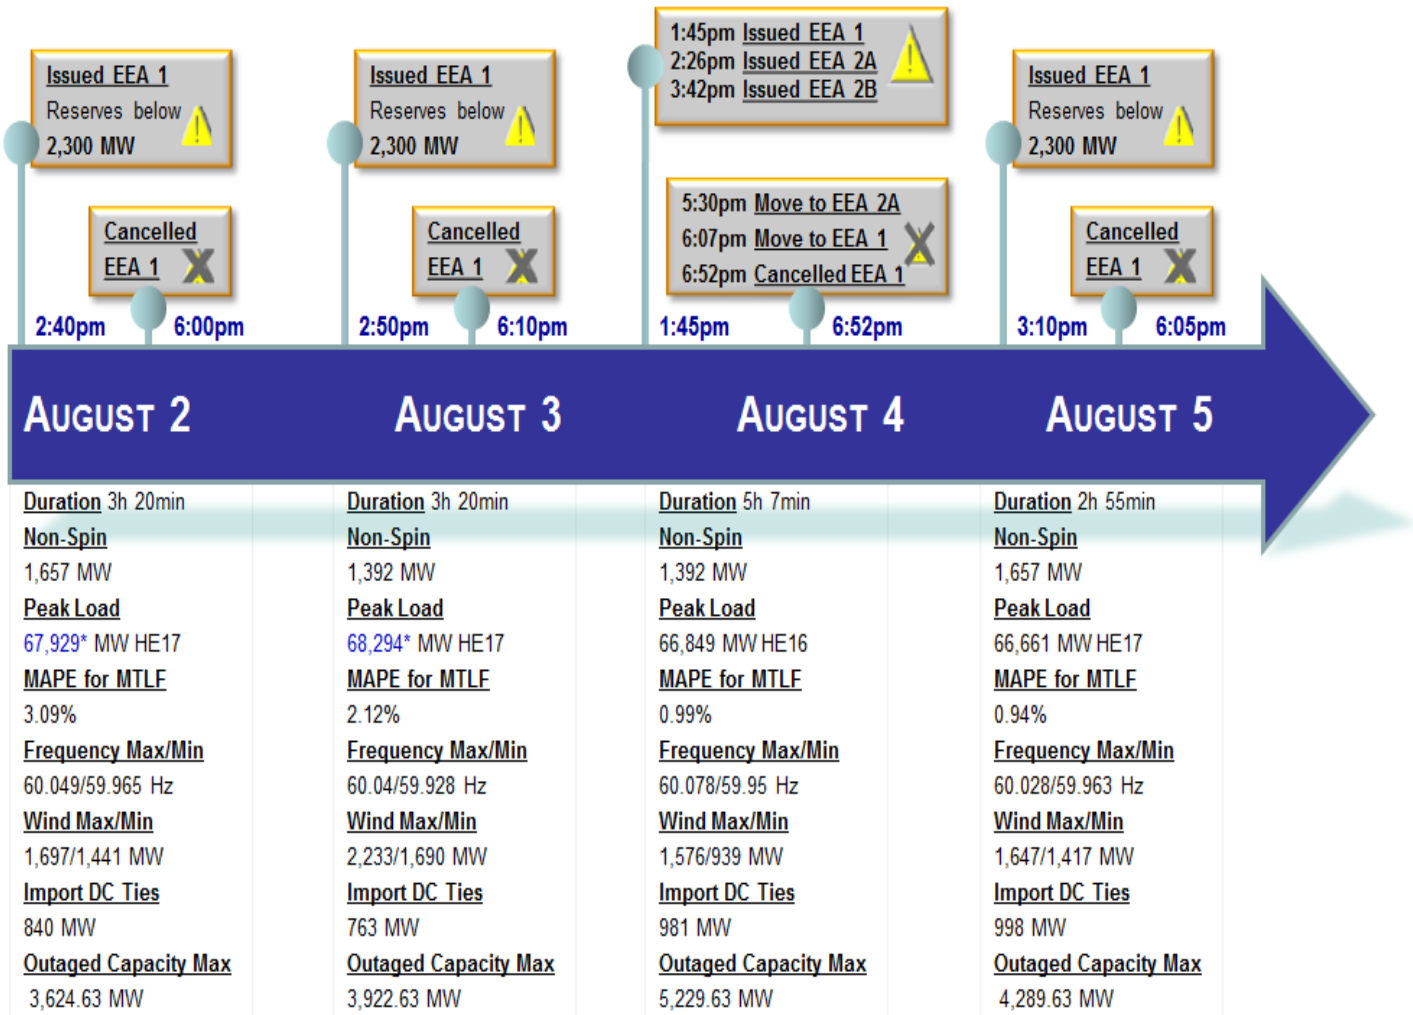 Issued EEA 1
Reserves below
2,300 MW
Cancelled
EEA 1
2:40pm
6:00pm
Issued EEA 1
Reserves below
2,300 MW
Cancelled
EEA 1
2:50pm
6:10pm
1:45pm Issued EEA 1
2:26pm Issued EEA 2A
3:42pm Issued EEA 2B
5:30pm Move to EEA 2A
6:07pm Move to EEA 1
6:52pm Cancelled EEA 1
1:45pm
6:52pm
Issued EEA 1
Reserves below
2,300 MW
Cancelled
EEA 1
3:10pm
6:05pm
AUGUST 2
AUGUST 3
AUGUST 4
AUGUST 5
Duration 3h 20min
Non-Spin
1,657 MW
Peak Load
67,929* MW HE17
MAPE for MTLF
3.09%
Frequency Max/Min
60.049/59.965 Hz
Wind Max/Min
1,697/1,441 MW
Import DC Ties
840 MW
Outaged Capacity Max
3,624.63 MW
Duration 3h 20min
Non-Spin
1,392 MW
Peak Load
68,294* MW HE17
MAPE for MTLF
2.12%
Frequency Max/Min
60.04/59.928 Hz
Wind Max/Min
2,233/1,690 MW
Import DC Ties
763 MW
Outaged Capacity Max
3,922.63 MW
Duration 5h 7min
Non-Spin
1,392 MW
Peak Load
66,849 MW HE16
MAPE for MTLF
0.99%
Frequency Max/Min
60.078/59.95 Hz
Wind Max/Min
1,576/939 MW
Import DC Ties
981 MW
Outaged Capacity Max
5,229.63 MW
Duration 2h 55min
Non-Spin
1,657 MW
Peak Load
66,661 MW HE17
MAPE for MTLF
0.94%
Frequency Max/Min
60.028/59.963 Hz
Wind Max/Min
1,647/1,417 MW
Import DC Ties
998 MW
Outaged Capacity Max
4,289.63 MW